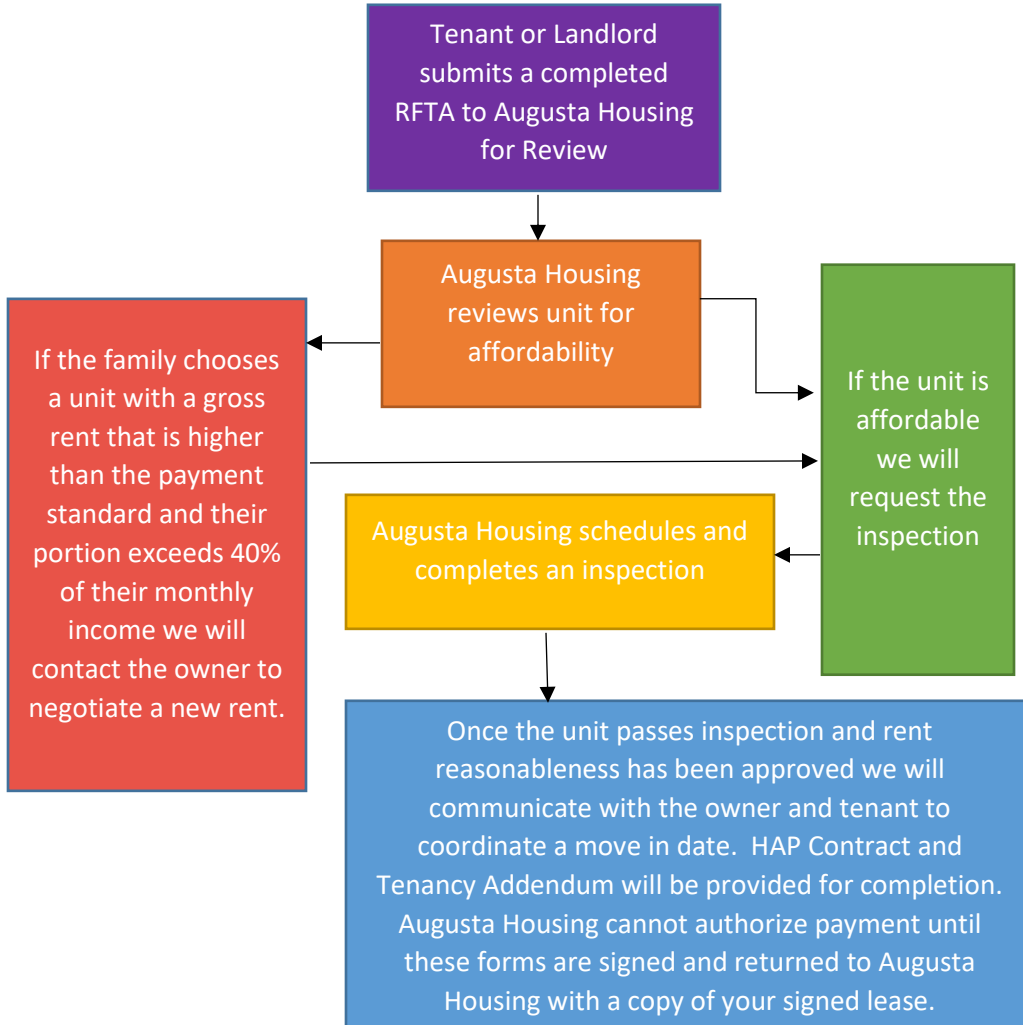 Tenant or Landlord
submits a completed
RFTA to Augusta Housing
for Review
Augusta Housing
reviews unit for
affordability
If the family chooses
a unit with a gross
rent that is higher
than the payment
standard and their
portion exceeds 40%
of their monthly
income we will
contact the owner to
negotiate a new rent.
If the unit is
affordable
we will
request the
inspection
Augusta Housing schedules and
completes an inspection
Once the unit passes inspection and rent
reasonableness has been approved we will
communicate with the owner and tenant to
coordinate a move in date.  HAP Contract and
Tenancy Addendum will be provided for completion.
Augusta Housing cannot authorize payment until
these forms are signed and returned to Augusta
Housing with a copy of your signed lease.